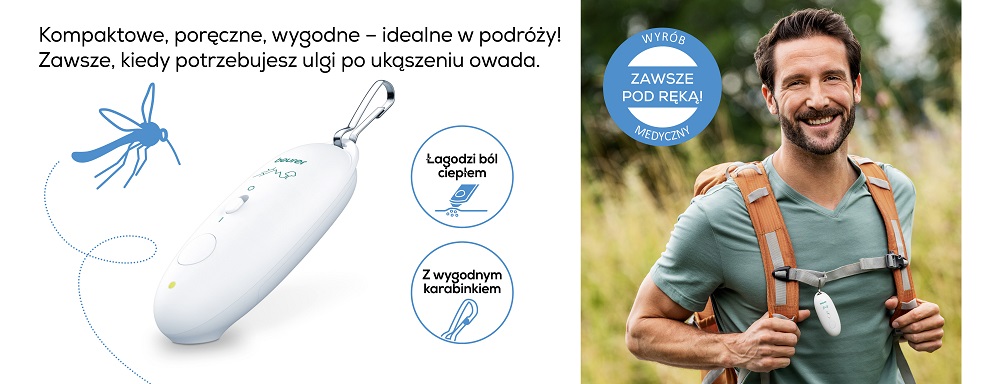 Kompaktowe, poręczne, wygodne – idealne w podróży!
Zawsze, kiedy potrzebujesz ulgi po ukąszeniu owada.
beurer
Łagodzi ból
ciepłem
Z wygodnym
karabinkiem
WYRÓB
ZAWSZE
POD RĘKĄ!
MEDYCZNY